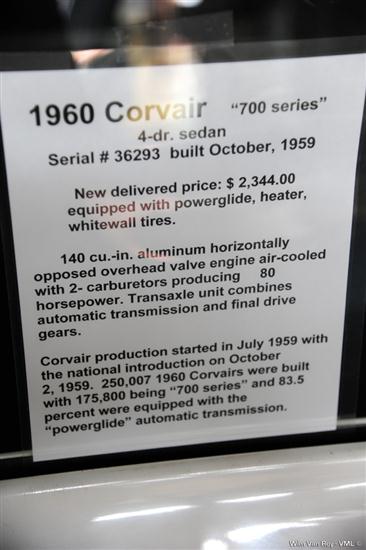 1960 Corvair "700 series"
4-dr. sedan
Serial # 36293 built October, 1959
New delivered price: $ 2,344.00
equipped with powerglide, heater,
whitewall tires.
140 cu.-in. aluminum horizontally
opposed overhead valve engine air-cooled
with 2- carburetors producing 80
horsepower. Transaxle unit combines
automatic transmission and final drive
gears.
Corvair production started in July 1959 with
the national introduction on October
2, 1959. 250,007 1960 Corvairs were built
with 175,800 being "700 series" and 83.5
percent were equipped with the
"powerglide" automatic transmission.
Wim Van Roy - VML ©